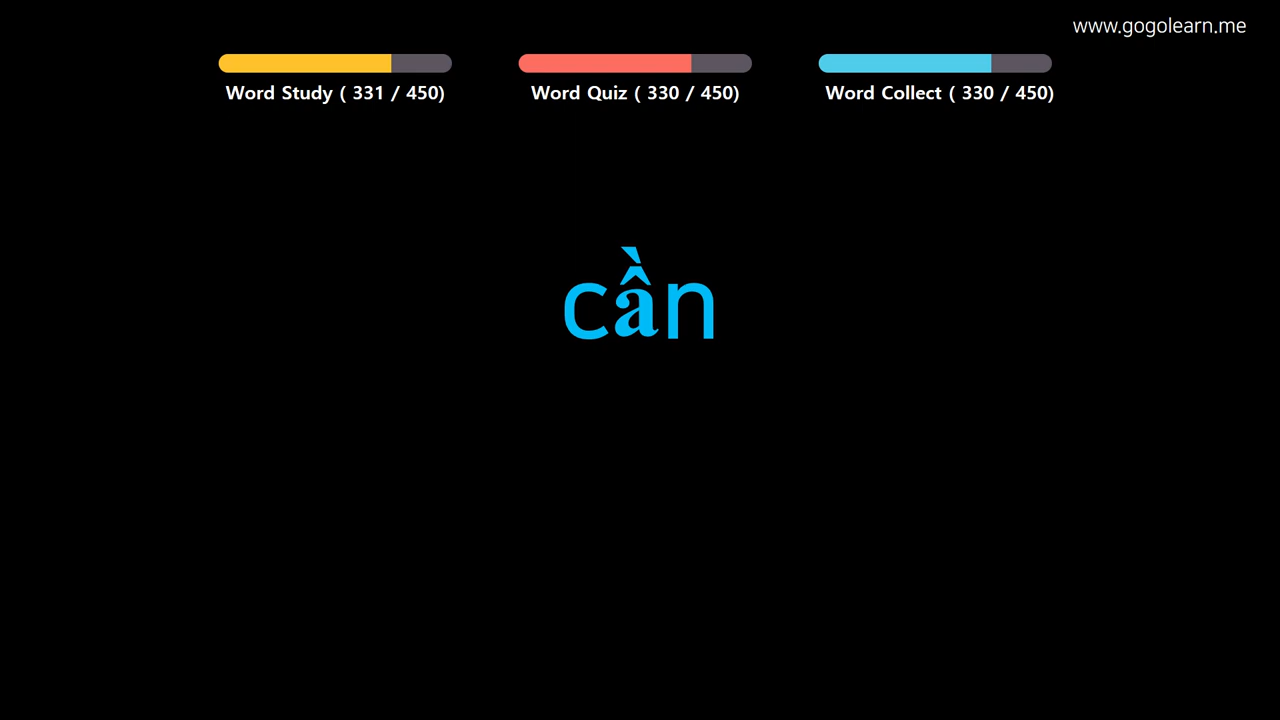 www.gogolearn.me
Word Study ( 331 / 450)
Word Quiz ( 330 / 450)
Word Collect ( 330 / 450)
cần